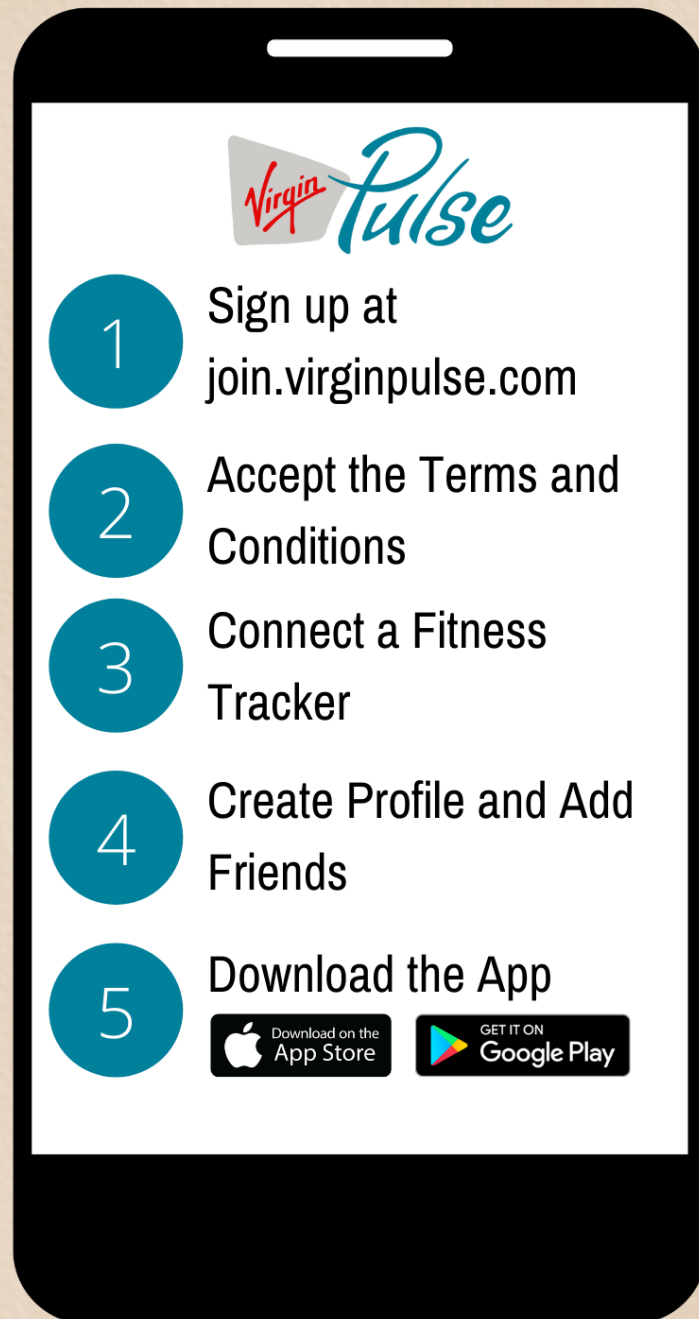 Virgin Pulse
1
Sign up at
join.virginpulse.com
2
Accept the Terms and
Conditions
3
Connect a Fitness
Tracker
4
Create Profile and Add
Friends
5
Download the App
Download on the
App Store
GET IT ON
Google Play